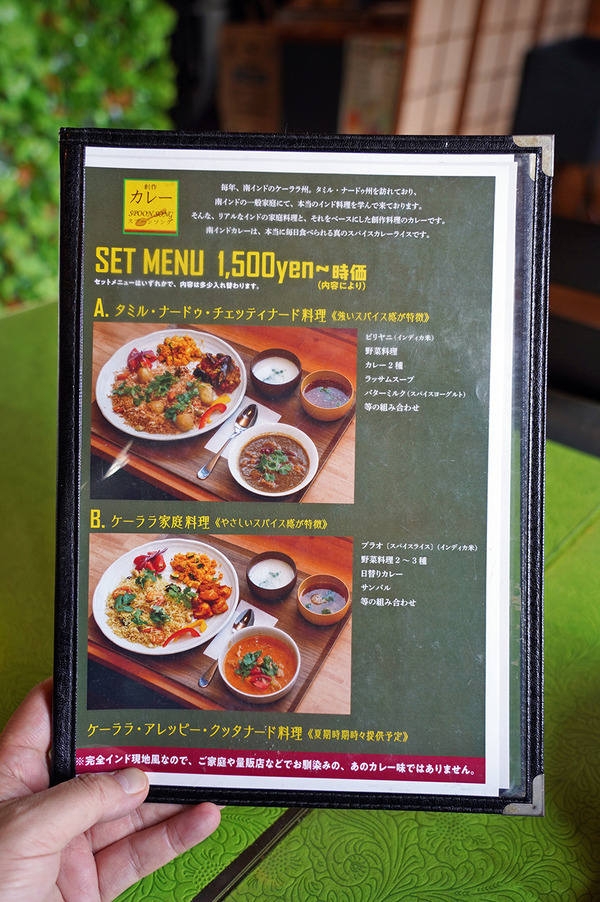 創作
カレー
SPOON SONG
スプーンソング
毎年、南インドのケーララ州。タミル・ナードゥ州を訪れており、
南インドの一般家庭にて、本当のインド料理を学んで来ております。
そんな、リアルなインドの家庭料理と、それをベースにした創作料理のカレーです。
南インドカレーは、本当に毎日食べられる真のスパイスカレーライスです。
SET MENU 1,500yen~時価
セットメニューはいずれかで、内容は多少入れ替わります。
(内容により)
A. タミル・ナードゥ・チェッティナード料理《強いスパイス感が特徴》
ビリヤニ(インディカ米)
野菜料理
カレー2種
ラッサムスープ
バターミルク(スパイスヨーグルト)
等の組み合わせ
B. ケーララ家庭料理《やさしいスパイス感が特徴》
プラオ〔スパイスライス〕(インディカ米)
野菜料理2〜3種
日替りカレー
サンバル
等の組み合わせ
ケーララ・アレッピー・クッタナード料理《夏期時期時々提供予定》
※完全インド現地風なので、ご家庭や量販店などでお馴染みの、あのカレー味ではありません。